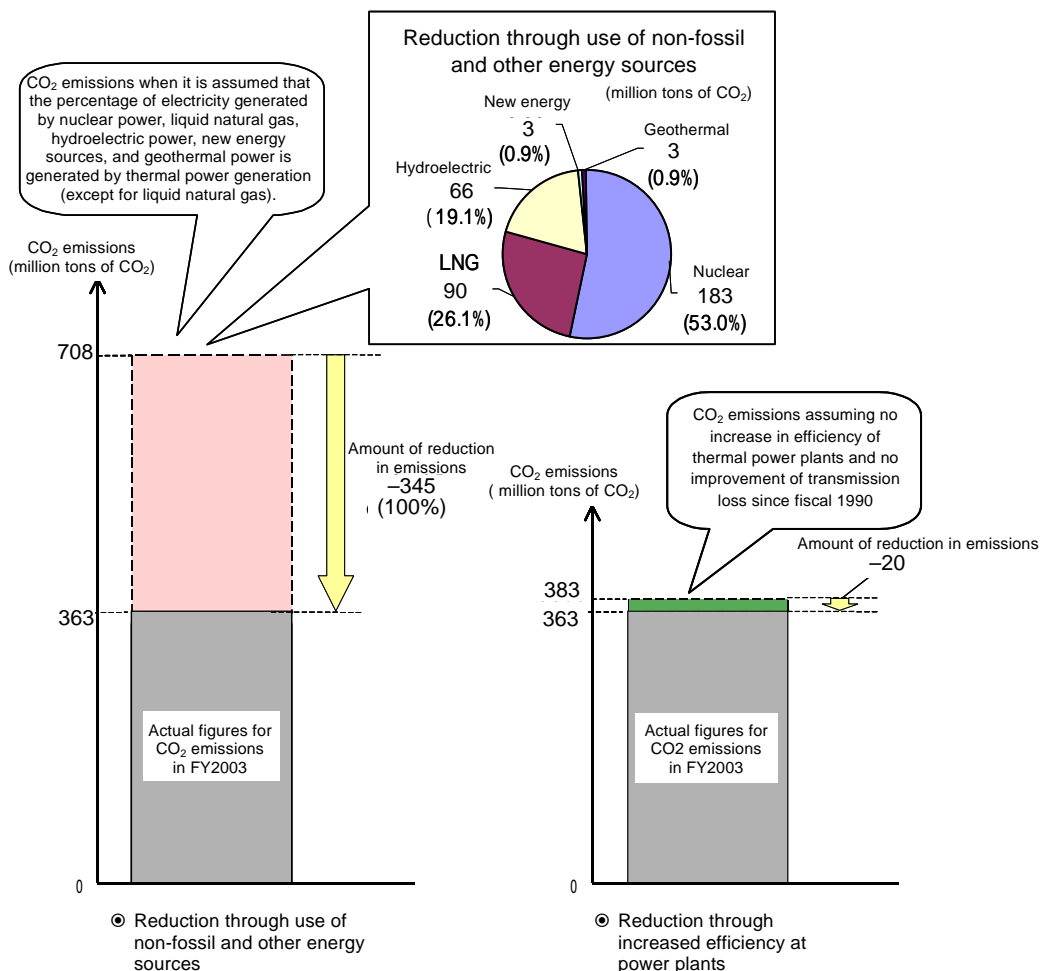 Reduction through use of non-fossil
and other energy sources
(million tons of CO₂)
New energy
3
(0.9%)
Geothermal
3
(0.9%)
Hydroelectric
66
(19.1%)
LNG
90
(26.1%)
Nuclear
183
(53.0%)
CO₂ emissions when it is assumed that
the percentage of electricity generated
by nuclear power, liquid natural gas,
hydroelectric power, new energy
sources, and geothermal power is
generated by thermal power generation
(except for liquid natural gas).
CO₂ emissions
(million tons of CO₂)
708
Amount of reduction
in emissions
–345
(100%)
363
Actual figures for
CO₂ emissions
in FY2003
0
◉ Reduction through use of
non-fossil and other energy
sources
CO₂ emissions assuming no
increase in efficiency of
thermal power plants and no
improvement of transmission
loss since fiscal 1990
CO₂ emissions
( million tons of CO₂)
Amount of reduction in emissions
–20
383
363
Actual figures for
CO2 emissions
in FY2003
0
◉ Reduction through
increased efficiency at
power plants